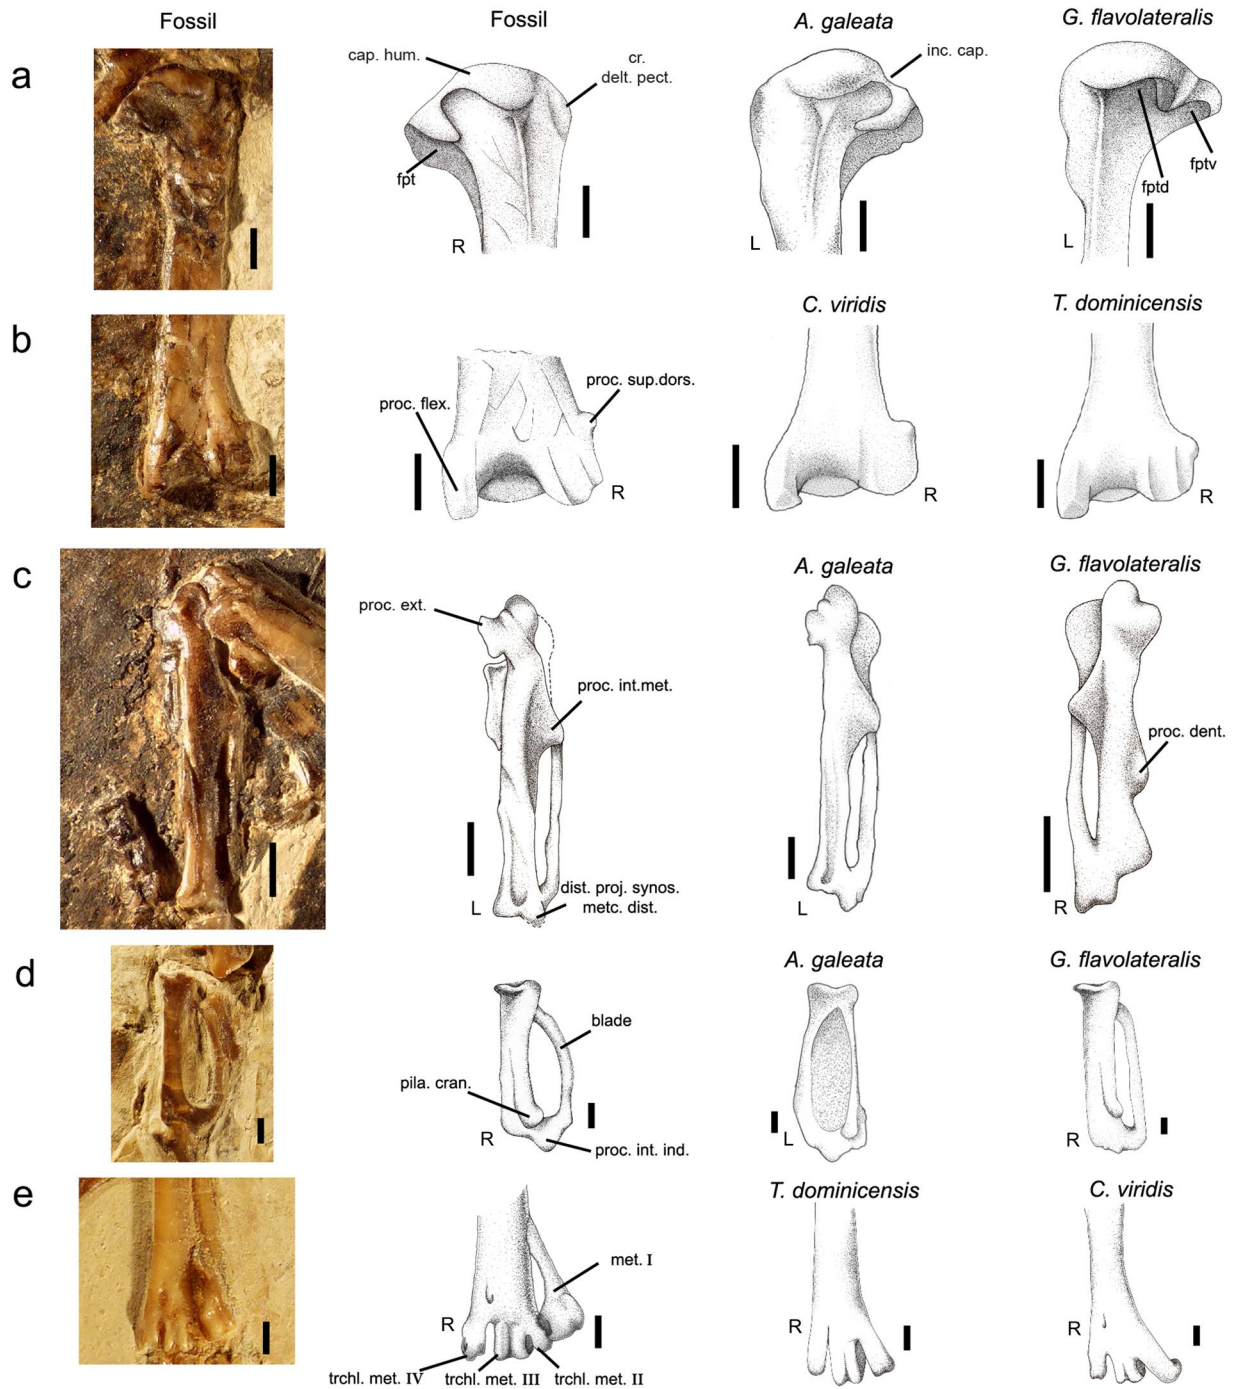 Fossil
Fossil
A. galeata
G. flavolateralis
a
cap. hum.
cr.
delt. pect.
inc. cap.
fpt
fptv
fptd
R
L
L
C. viridis
T. dominicensis
b
proc. sup.dors.
proc. flex.
R
R
R
A. galeata
G. flavolateralis
c
proc. ext.
proc. int.met.
proc. dent.
dist. proj. synos.
metc. dist.
L
L
R
A. galeata
G. flavolateralis
d
blade
pila. cran.
R
proc. int. ind.
L
R
T. dominicensis
C. viridis
e
met. I
R
R
R
trchl. met. IV
trchl. met. III
trchl. met. II